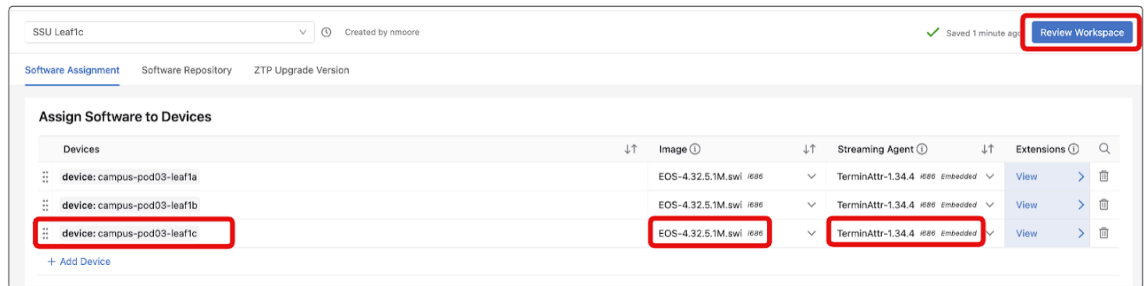 SSU Leaf1c Created by nmoore Saved 1 minute ago Review Workspace
Software Assignment Software Repository ZTP Upgrade Version
Assign Software to Devices
Devices Image Streaming Agent Extensions
device: campus-pod03-leaf1a EOS-4.32.5.1M.swi i686 TerminAttr-1.34.4 i686 Embedded View
device: campus-pod03-leaf1b EOS-4.32.5.1M.swi i686 TerminAttr-1.34.4 i686 Embedded View
device: campus-pod03-leaf1c EOS-4.32.5.1M.swi i686 TerminAttr-1.34.4 i686 Embedded View
+ Add Device